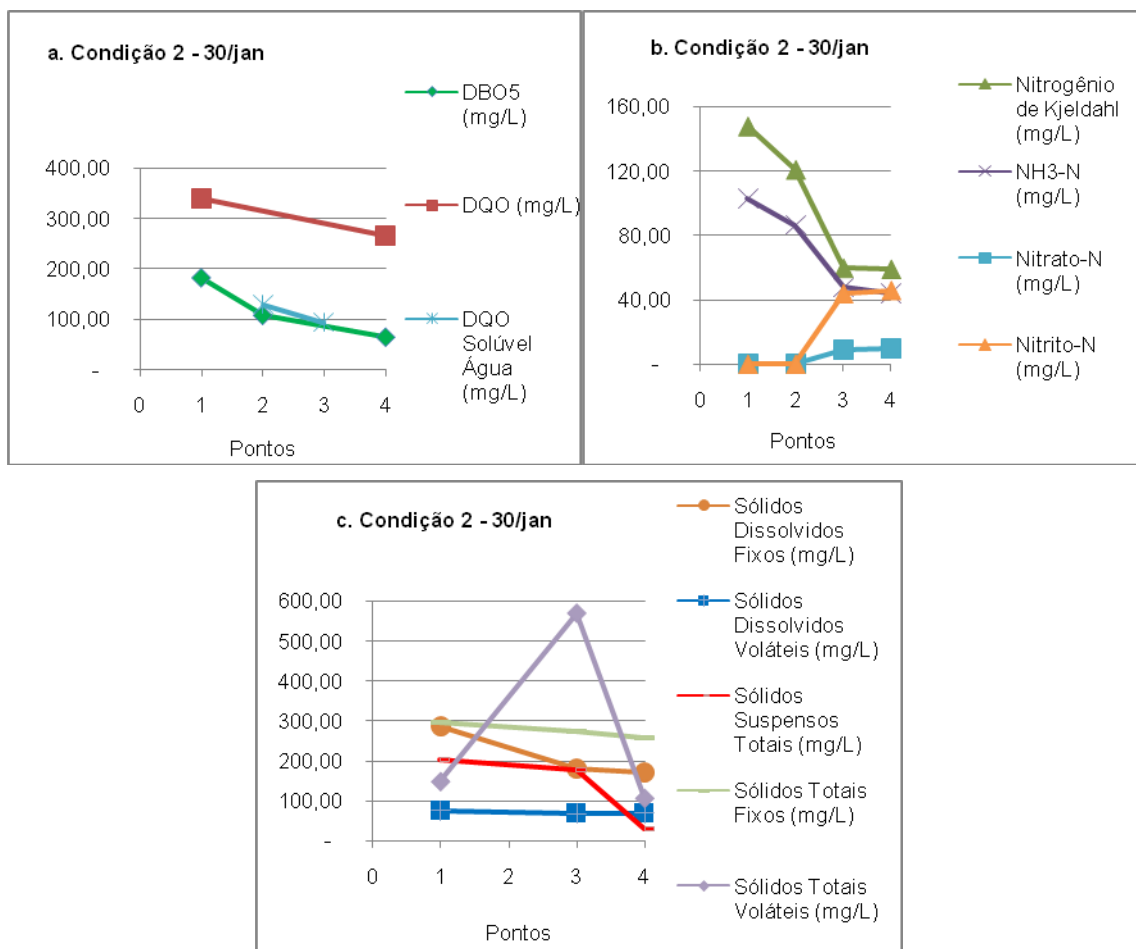 a. Condição 2 - 30/jan
400,00
300,00
200,00
100,00
-
0
1
2
3
4
Pontos
DBO5
(mg/L)
DQO (mg/L)
DQO
Solúvel
Água
(mg/L)
b. Condição 2 - 30/jan
160,00
120,00
80,00
40,00
-
0
1
2
3
4
Pontos
Nitrogênio
de Kjeldahl
(mg/L)
NH3-N
(mg/L)
Nitrato-N
(mg/L)
Nitrito-N
(mg/L)
c. Condição 2 - 30/jan
600,00
500,00
400,00
300,00
200,00
100,00
-
0
1
2
3
4
Pontos
Sólidos
Dissolvidos
Fixos (mg/L)
Sólidos
Dissolvidos
Voláteis (mg/L)
Sólidos
Suspensos
Totais (mg/L)
Sólidos Totais
Fixos (mg/L)
Sólidos Totais
Voláteis (mg/L)